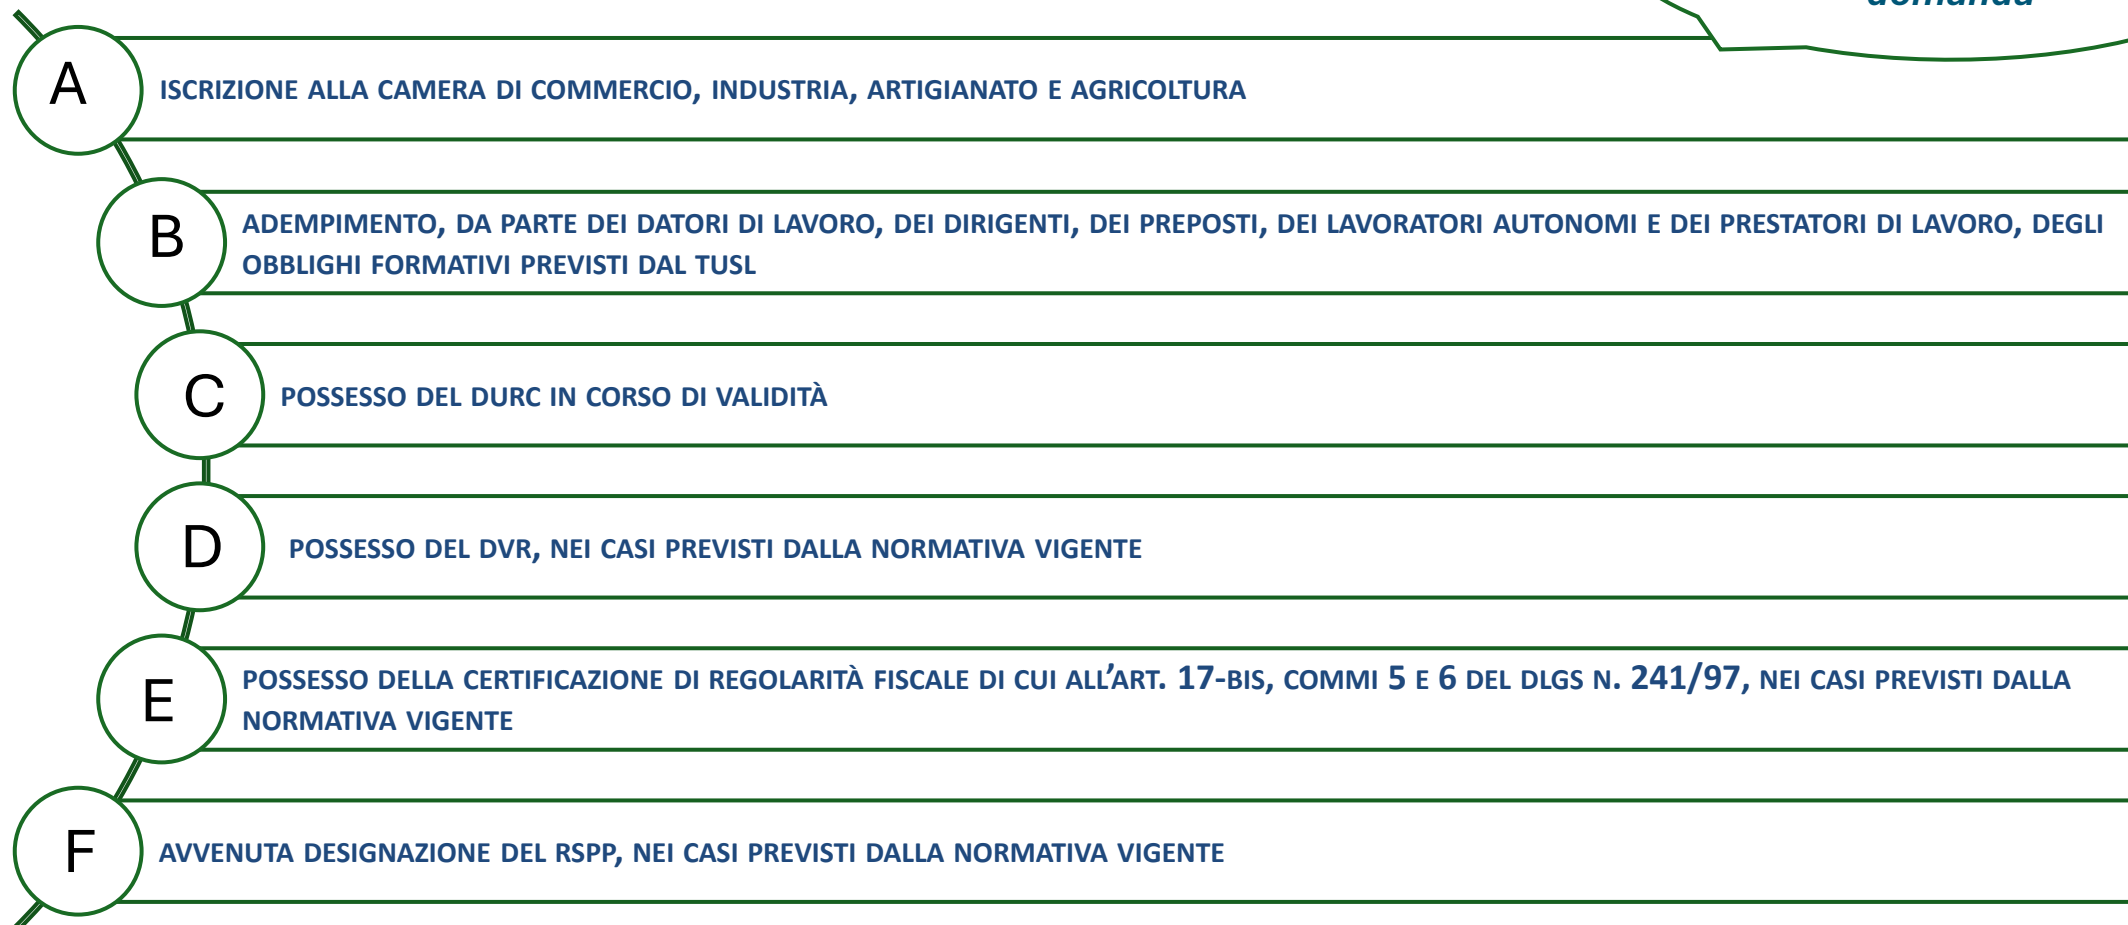 domanda
A
ISCRIZIONE ALLA CAMERA DI COMMERCIO, INDUSTRIA, ARTIGIANATO E AGRICOLTURA
B
ADEMPIMENTO, DA PARTE DEI DATORI DI LAVORO, DEI DIRIGENTI, DEI PREPOSTI, DEI LAVORATORI AUTONOMI E DEI PRESTATORI DI LAVORO, DEGLI
OBBLIGHI FORMATIVI PREVISTI DAL TUSL
C
POSSESSO DEL DURC IN CORSO DI VALIDITÀ
D
POSSESSO DEL DVR, NEI CASI PREVISTI DALLA NORMATIVA VIGENTE
E
POSSESSO DELLA CERTIFICAZIONE DI REGOLARITÀ FISCALE DI CUI ALL’ART. 17-BIS, COMMI 5 E 6 DEL DLGS N. 241/97, NEI CASI PREVISTI DALLA
NORMATIVA VIGENTE
F
AVVENUTA DESIGNAZIONE DEL RSPP, NEI CASI PREVISTI DALLA NORMATIVA VIGENTE